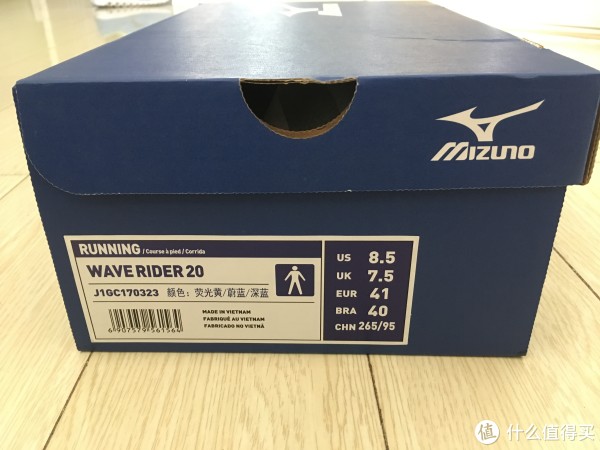 MIZUNO
RUNNING / Course à pied / Corrida
WAVE RIDER 20
J1GC170323 颜色: 荧光黄/蔚蓝/深蓝
MADE IN VIETNAM
FABRIQUÉ AU VIETNAM
FABRICADO NO VIETNÃ
6907579561564
US 8.5
UK 7.5
EUR 41
BRA 40
CHN 265/95
值 什么值得买